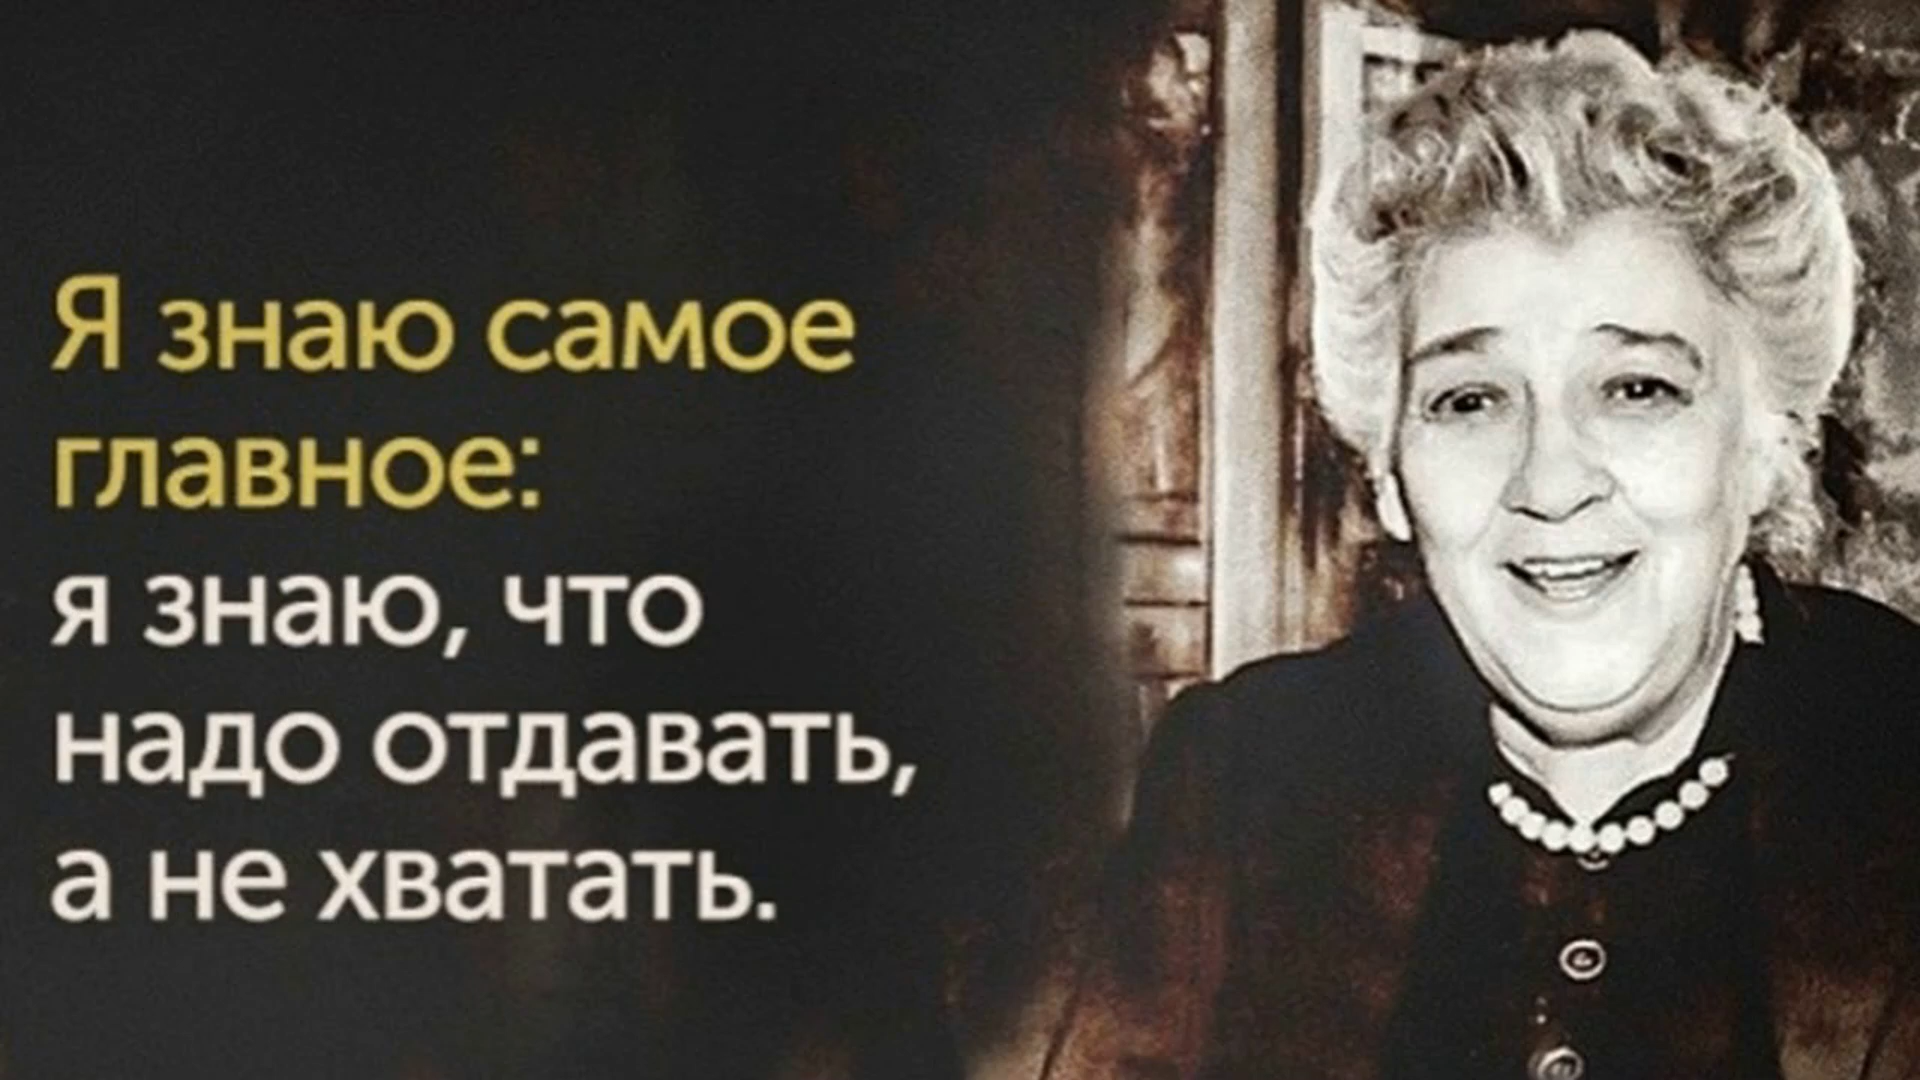 Я знаю самое
главное:
я знаю, что
надо отдавать,
а не хватать.